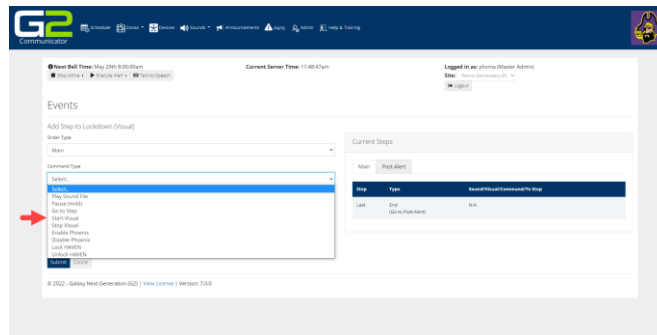 G2
Communicator
Scheduler Zones Devices Sounds Announcements Alerts Admin Help & Training
Next Bell Time: May 29th 8:00:00am
Current Server Time: 11:48:47am
Logged in as: (Master Admin)
Execute Alert Text-to-Speech
Site: Elementary
Logout
Events
Add Step to Lockdown (Visual)
Order Type
Main
Command Type
Select..
Select..
Play Sound File
Pause (Hold)
Go to Step
Start Visual
Stop Visual
Enable Phoenix
Disable Phoenix
Lock HAVEN
Unlock HAVEN
Submit Cancel
Current Steps
Main Post-Alert
Step Type Sound/Visual/Command/To Step
Last End N/A
(Go to Post-Alert)
© 2022 - Galaxy Next Generation (G2) | View License | Version: 7.0.0